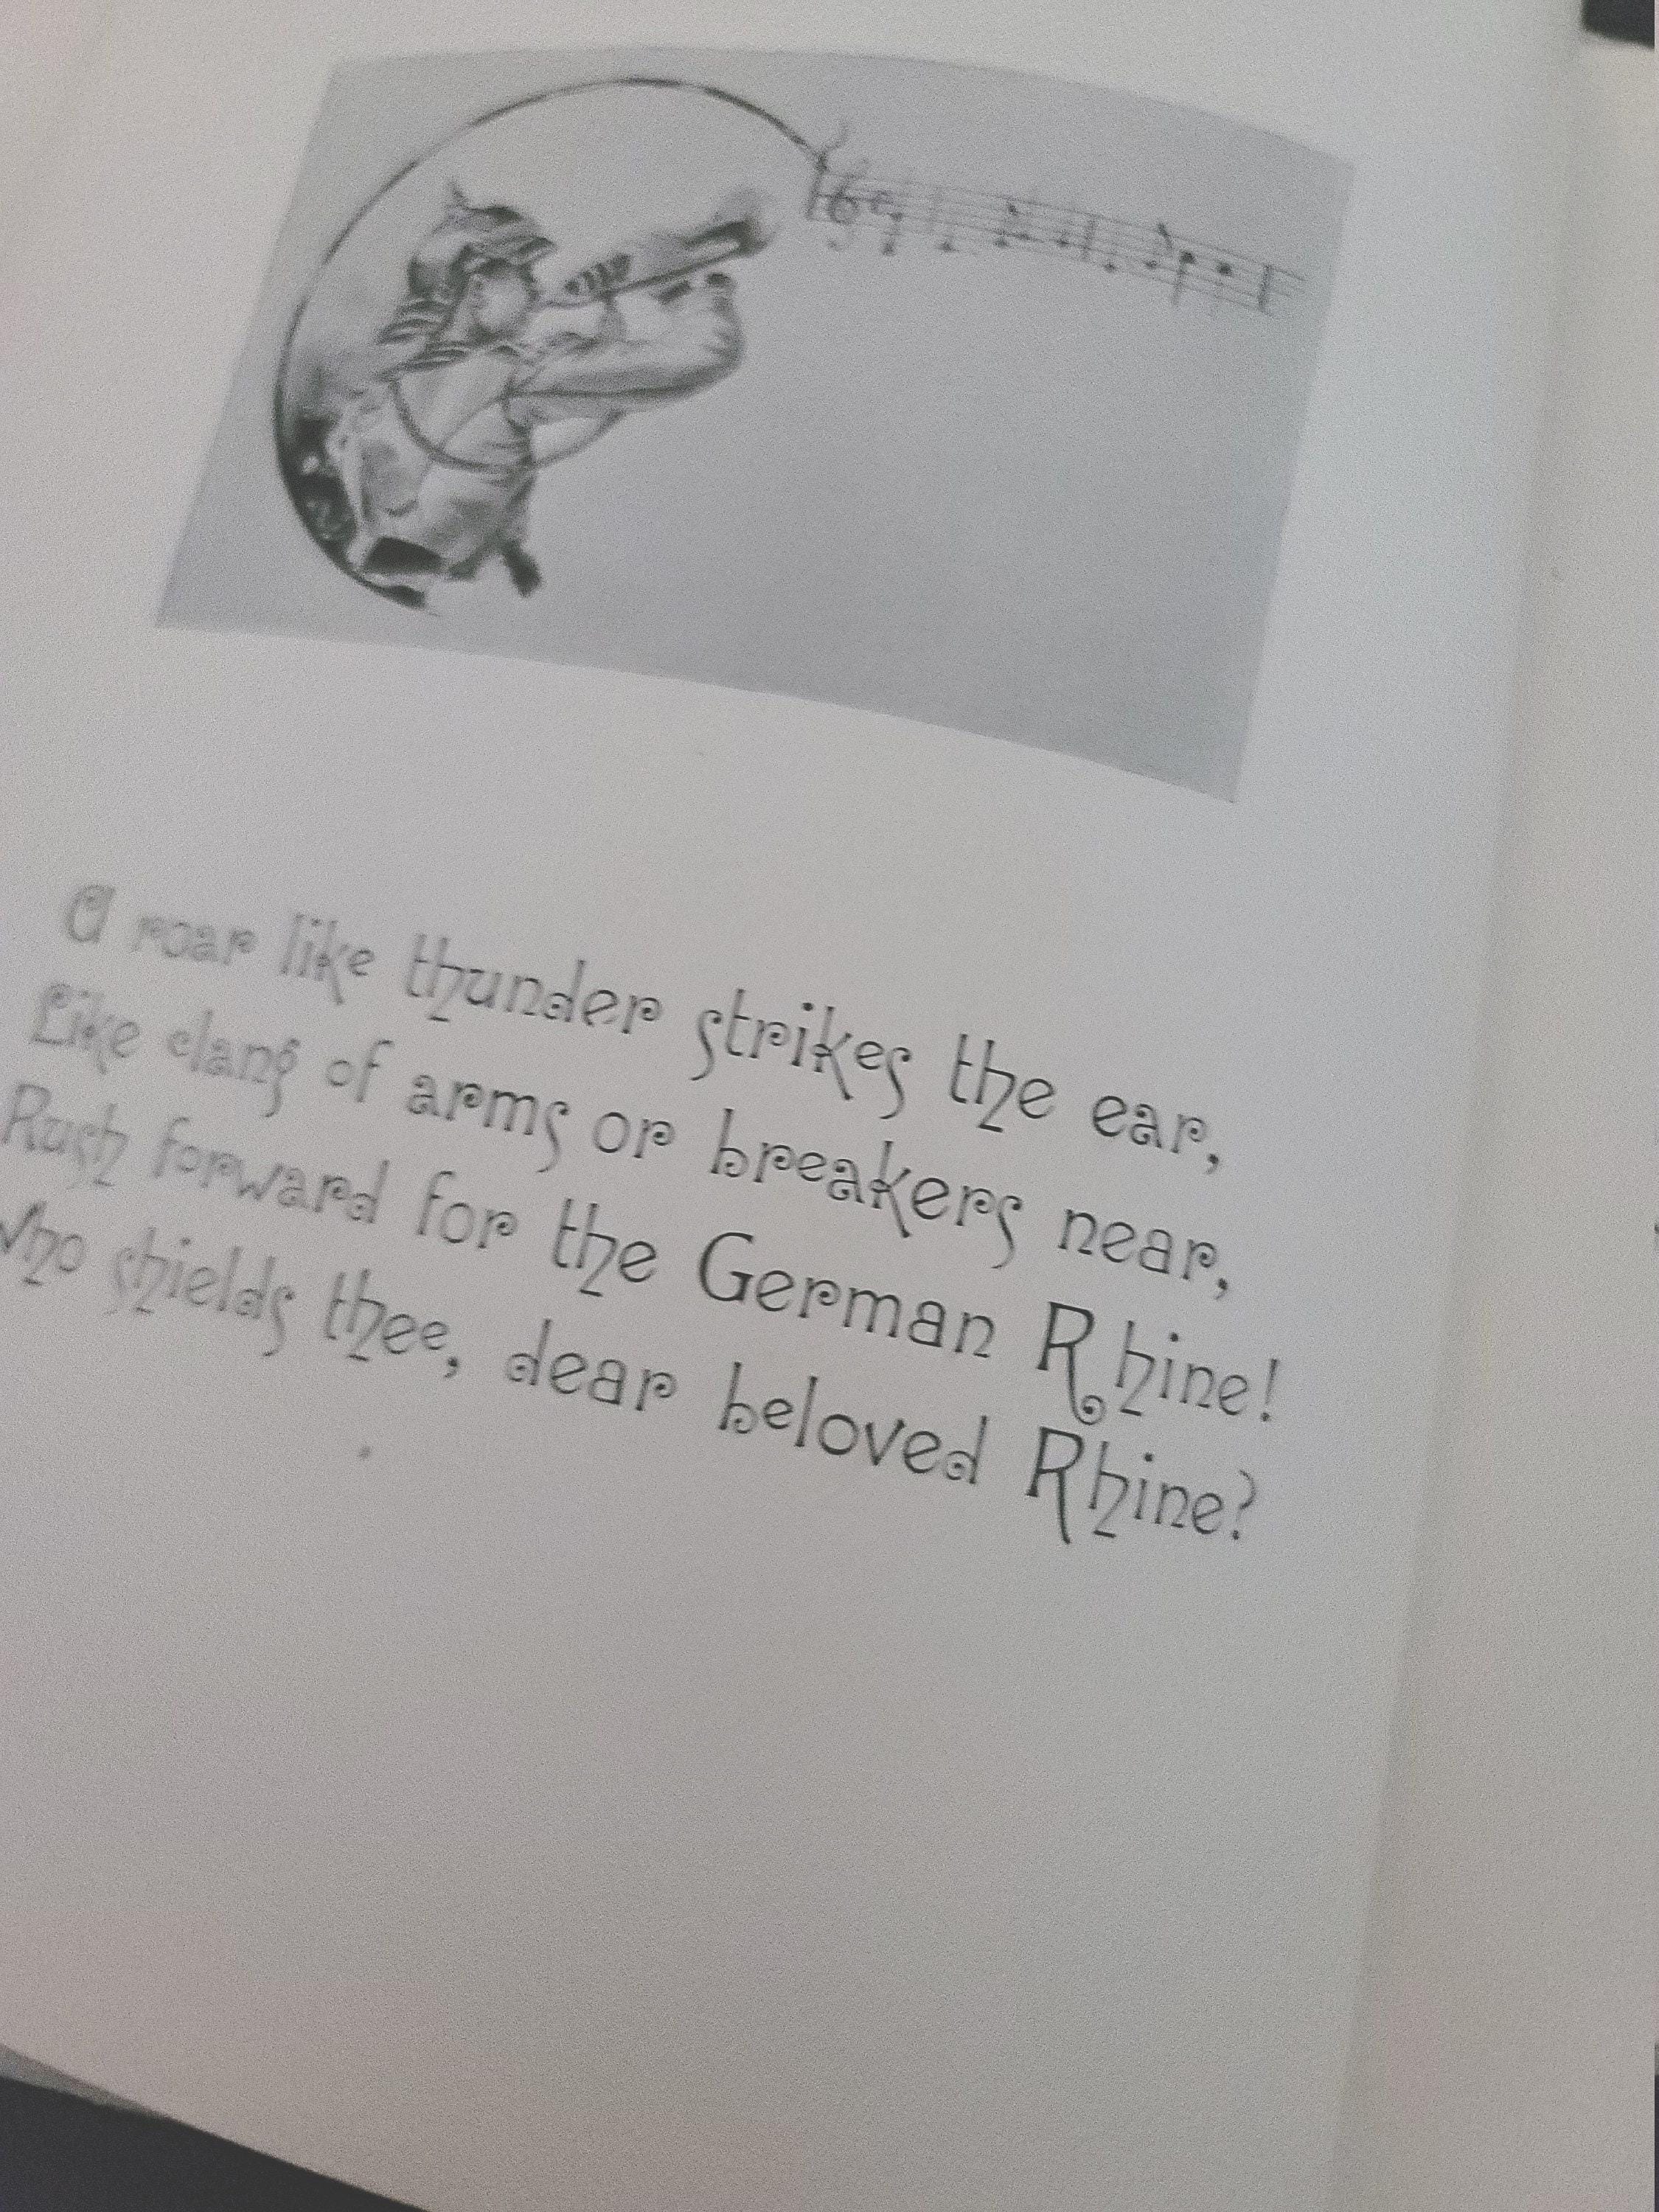 A roar like thunder strikes the ear,
Like clang of arms or breakers near,
Rush forward for the German Rhine!
Who shields thee, dear beloved Rhine?